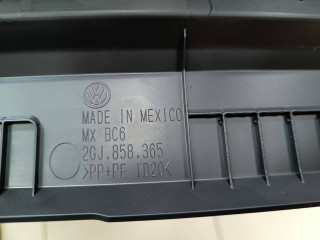 MADE IN MEXICO
MX BC6
2GJ.858.365
>PP+PE TD20<